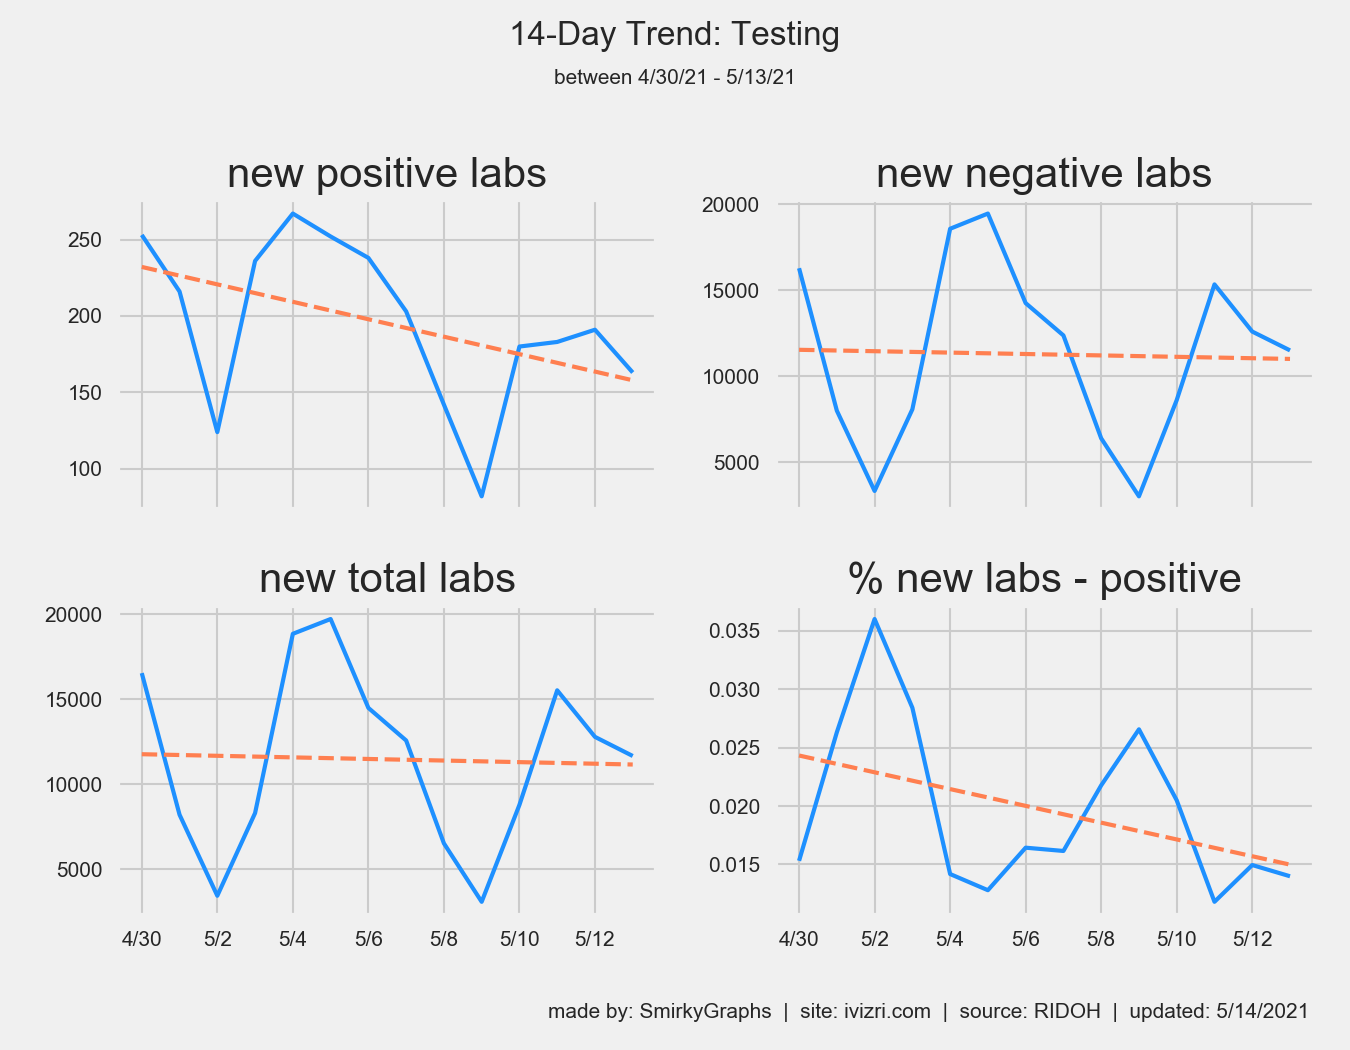 14-Day Trend: Testing
between 4/30/21 - 5/13/21
new positive labs
250
200
150
100
new negative labs
20000
15000
10000
5000
new total labs
20000
15000
10000
5000
4/30 5/2 5/4 5/6 5/8 5/10 5/12
% new labs - positive
0.035
0.030
0.025
0.020
0.015
4/30 5/2 5/4 5/6 5/8 5/10 5/12
made by: SmirkyGraphs | site: ivizri.com | source: RIDOH | updated: 5/14/2021